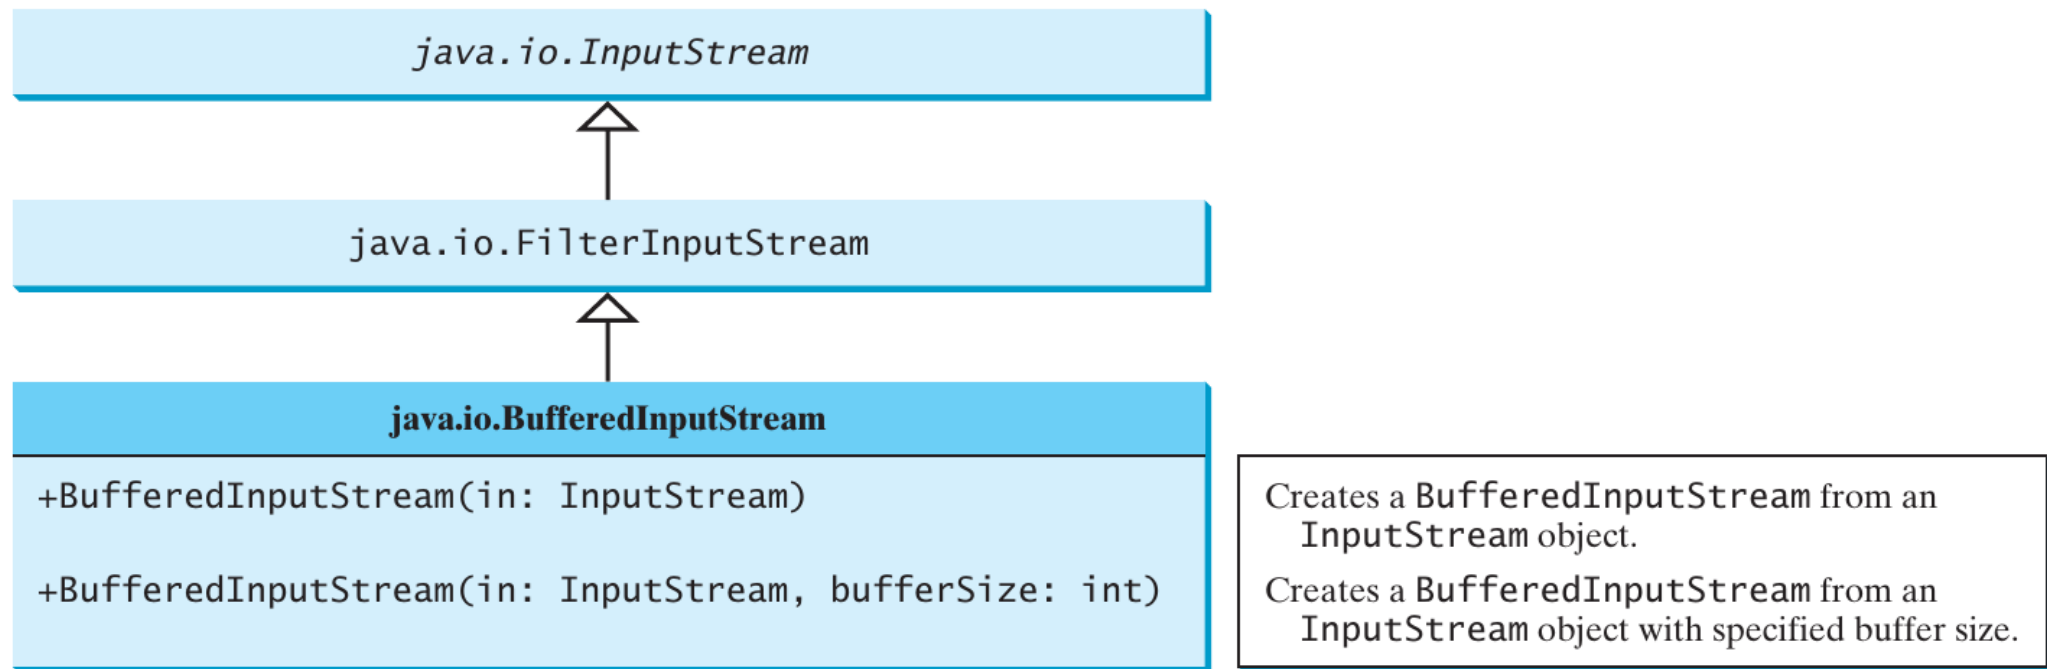 java.io.InputStream
java.io.FilterInputStream
java.io.BufferedInputStream
+BufferedInputStream(in: InputStream)
+BufferedInputStream(in: InputStream, bufferSize: int)
Creates a BufferedInputStream from an
InputStream object.
Creates a BufferedInputStream from an
InputStream object with specified buffer size.